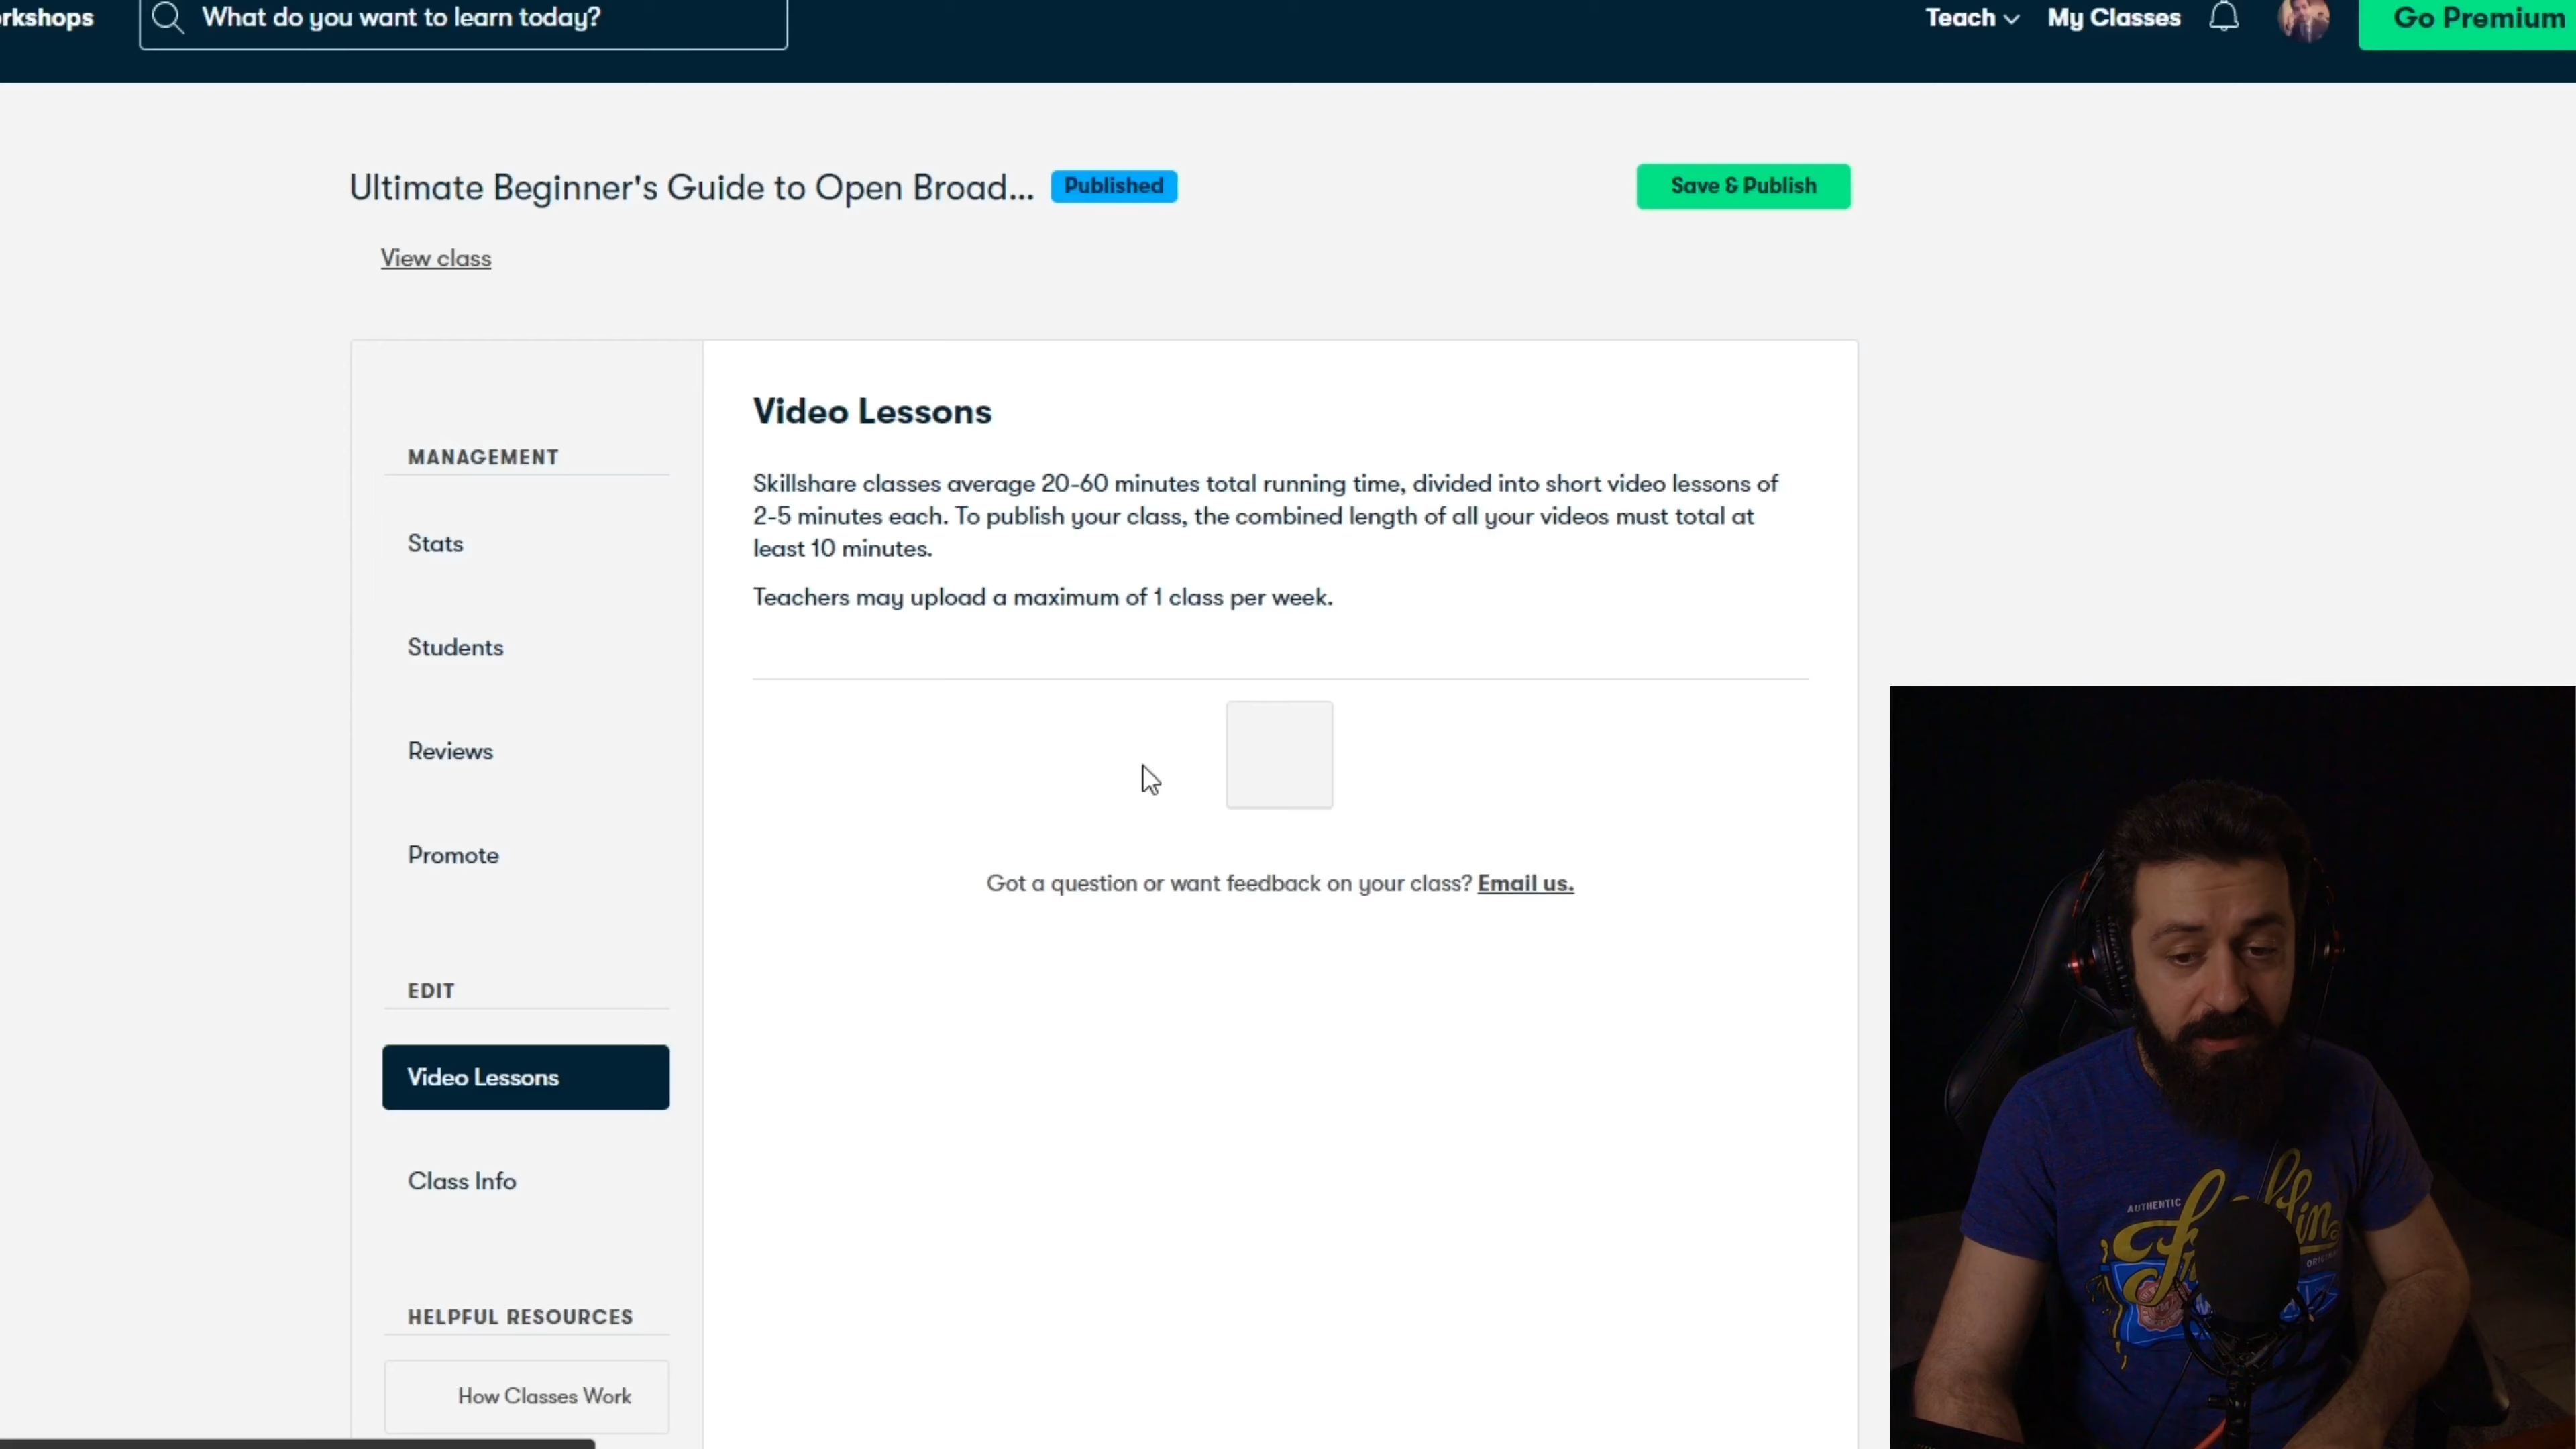 rkshops
What do you want to learn today?
Teach
My Classes
Go Premium
Ultimate Beginner's Guide to Open Broad...
Published
Save & Publish
View class
MANAGEMENT
Stats
Students
Reviews
Promote
EDIT
Video Lessons
Class Info
HELPFUL RESOURCES
How Classes Work
Video Lessons
Skillshare classes average 20-60 minutes total running time, divided into short video lessons of
2-5 minutes each. To publish your class, the combined length of all your videos must total at
least 10 minutes.
Teachers may upload a maximum of 1 class per week.
Got a question or want feedback on your class? Email us.
AUTHENTIC